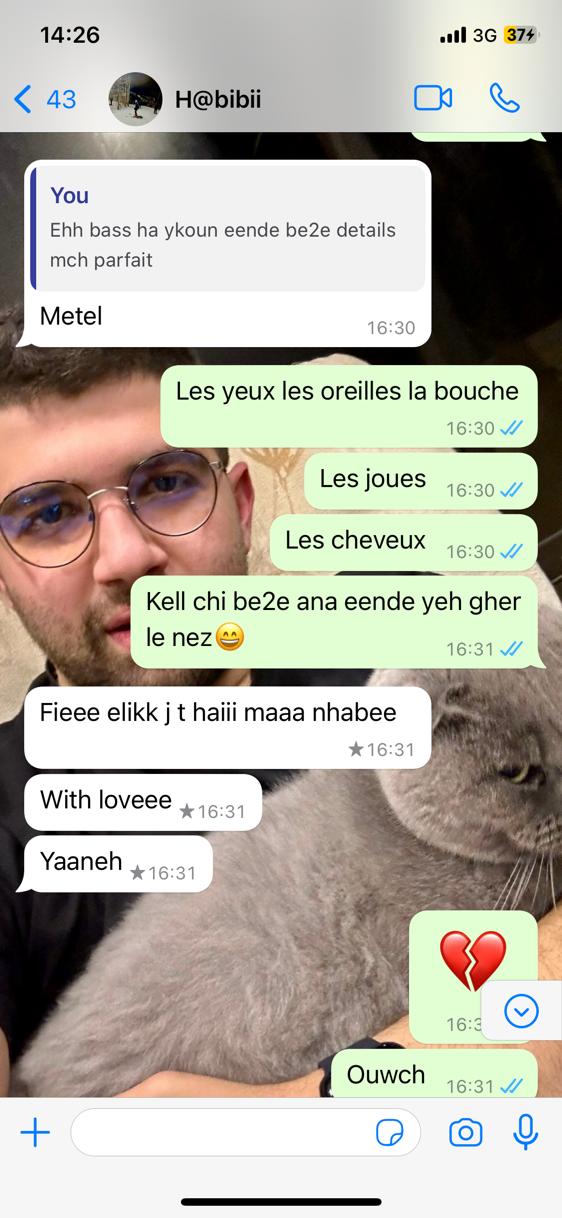 14:26
3G
37
43
H@bibii
You
Ehh bass ha ykoun eende be2e details
mch parfait
Metel
16:30
Les yeux les oreilles la bouche
16:30
Les joues
16:30
Les cheveux
16:30
Kell chi be2e ana eende yeh gher
le nez😄
16:31
Fieee elikk j t haiii maaa nhabee
★16:31
With loveee
★16:31
Yaaneh
★16:31
💔
Ouwch
16:31